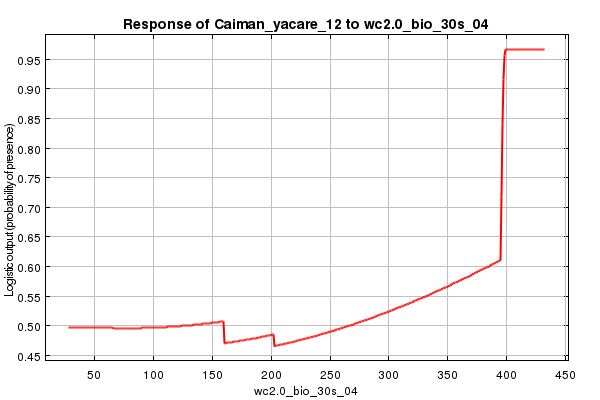 Response of Caiman_yacare_12 to wc2.0_bio_30s_04
Logistic output (probability of presence)
0.95
0.90
0.85
0.80
0.75
0.70
0.65
0.60
0.55
0.50
0.45
50 100 150 200 250 300 350 400 450
wc2.0_bio_30s_04